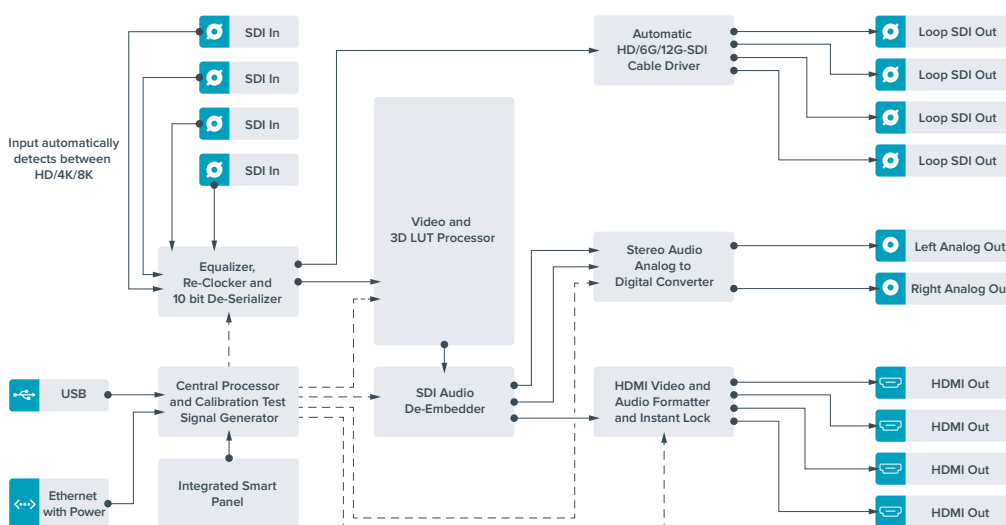 SDI In
SDI In
SDI In
SDI In
Input automatically
detects between
HD/4K/8K
Equalizer,
Re-Clocker and
10 bit De-Serializer
Automatic
HD/6G/12G-SDI
Cable Driver
Loop SDI Out
Loop SDI Out
Loop SDI Out
Loop SDI Out
Video and
3D LUT Processor
Stereo Audio
Analog to
Digital Converter
Left Analog Out
Right Analog Ou
USB
Central Processor
and Calibration Test
Signal Generator
SDI Audio
De-Embedder
HDMI Video and
Audio Formatter
and Instant Lock
HDMI Out
HDMI Out
HDMI Out
HDMI Out
Ethernet
with Power
Integrated Smart
Panel